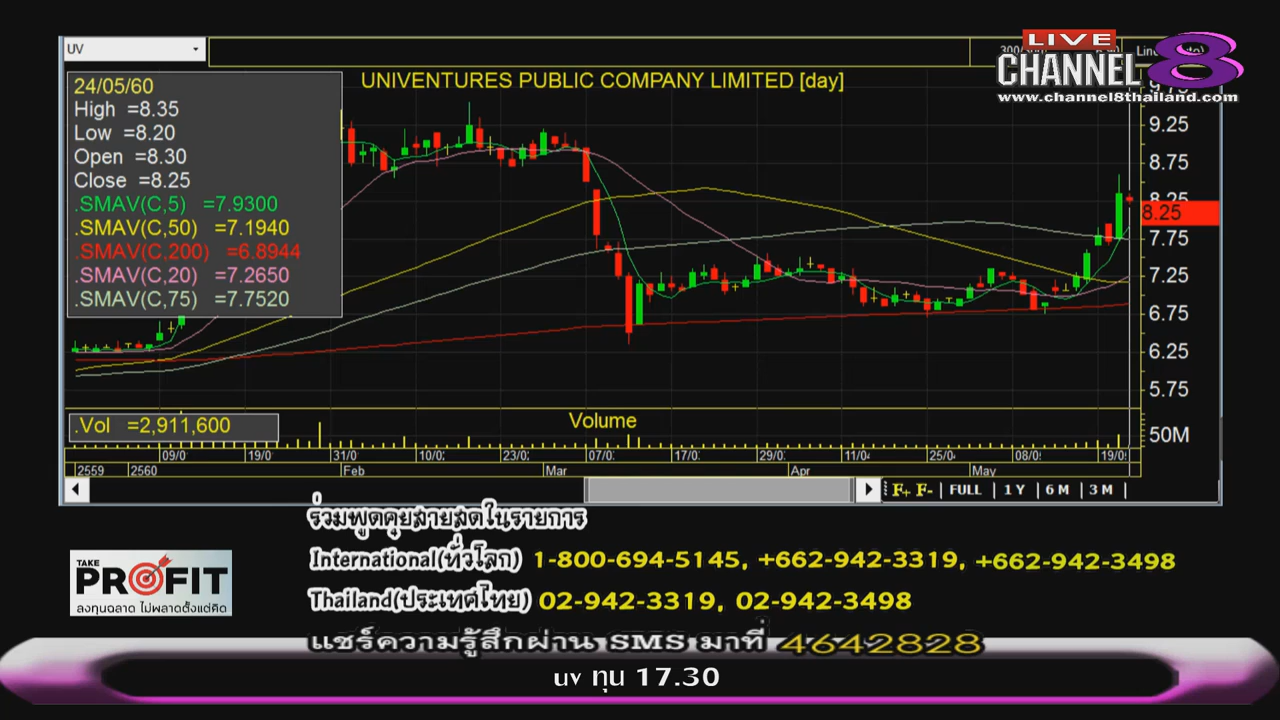 UV
LIVE
CHANNEL 8
www.channel8thailand.com
UNIVENTURES PUBLIC COMPANY LIMITED [day]
24/05/60
High =8.35
Low =8.20
Open =8.30
Close =8.25
.SMAV(C,5) =7.9300
.SMAV(C,50) =7.1940
.SMAV(C,200) =6.8944
.SMAV(C,20) =7.2650
.SMAV(C,75) =7.7520
9.25
8.75
8.25
8.25
7.75
7.25
6.75
6.25
5.75
.Vol =2,911,600
Volume
50M
09/0 19/0 31/0 10/0 23/0 07/0 17/0 29/0 11/0 25/0 08/0 19/0
2559 2560 Feb Mar Apr May
F+ F- FULL 1 Y 6 M 3 M
ร่วมพูดคุยสายสดในรายการ
International(ทั่วโลก) 1-800-694-5145, +662-942-3319, +662-942-3498
Thailand(ประเทศไทย) 02-942-3319, 02-942-3498
TAKE
PROFIT
ลงทุนฉลาด ไม่พลาดตั้งแต่คิด
แชร์ความรู้สึกผ่าน SMS มาที่ 4642828
uv ทุน 17.30